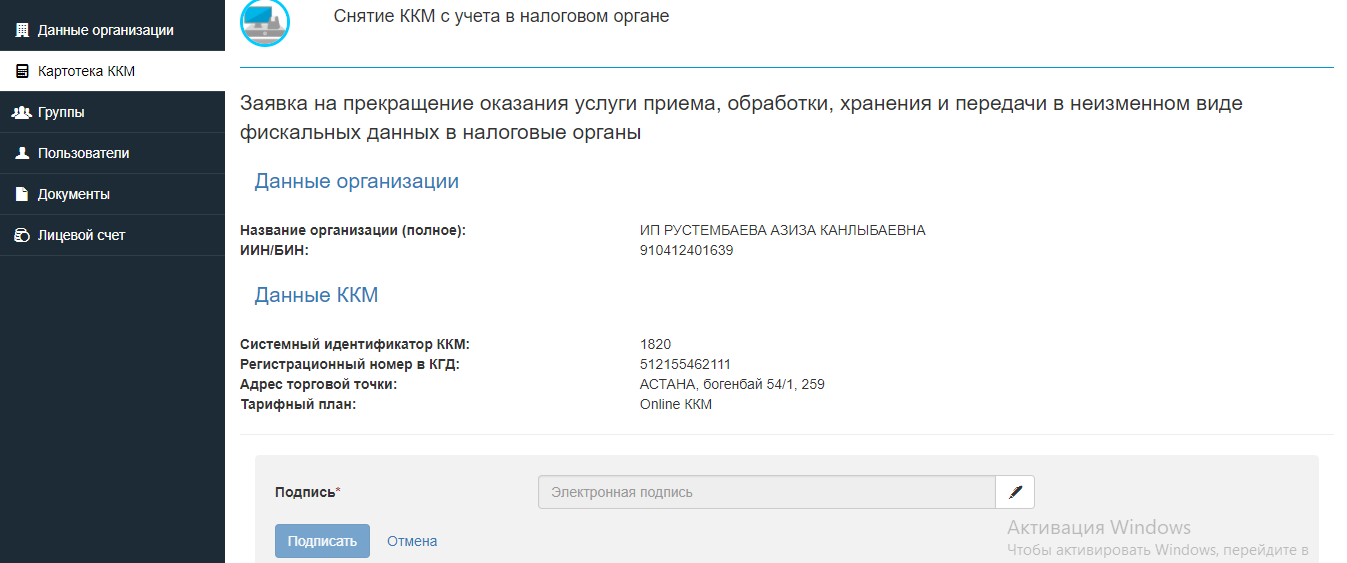 Снятие ККМ с учета в налоговом органе
Данные организации
Картотека ККМ
Группы
Пользователи
Документы
Лицевой счет
Заявка на прекращение оказания услуги приема, обработки, хранения и передачи в неизменном виде
фискальных данных в налоговые органы
Данные организации
Название организации (полное): ИП РУСТЕМБАЕВА АЗИЗА КАНЛЫБАЕВНА
ИИН/БИН: 910412401639
Данные ККМ
Системный идентификатор ККМ: 1820
Регистрационный номер в КГД: 512155462111
Адрес торговой точки: АСТАНА, богенбай 54/1, 259
Тарифный план: Online ККМ
Подпись* Электронная подпись
Подписать Отмена
Активация Windows
Чтобы активировать Windows, перейдите в